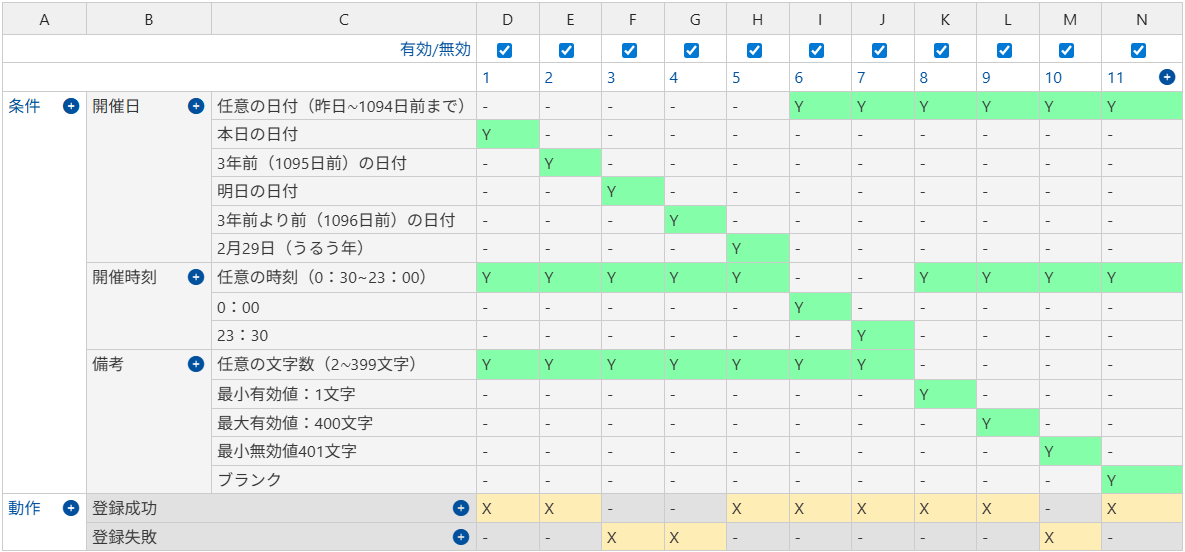 A B C D E F G H I J K L M N
有効/無効
1 2 3 4 5 6 7 8 9 10 11
条件 開催日 任意の日付（昨日~1094日前まで） - - - - - Y Y Y Y Y Y
本日の日付 Y - - - - - - - - - -
3年前（1095日前）の日付 - Y - - - - - - - - -
明日の日付 - - Y - - - - - - - -
3年前より前（1096日前）の日付 - - - Y - - - - - - -
2月29日（うるう年） - - - - Y - - - - - -
開催時刻 任意の時刻（0：30~23：00） Y Y Y Y Y - - Y Y Y Y
0：00 - - - - - Y - - - - -
23：30 - - - - - - Y - - - -
備考 任意の文字数（2~399文字） Y Y Y Y Y Y Y - - - -
最小有効値：1文字 - - - - - - - Y - - -
最大有効値：400文字 - - - - - - - - Y - -
最小無効値401文字 - - - - - - - - - Y -
ブランク - - - - - - - - - - Y
動作 登録成功 X X - - X X X X X - X
登録失敗 - - X X - - - - - X -